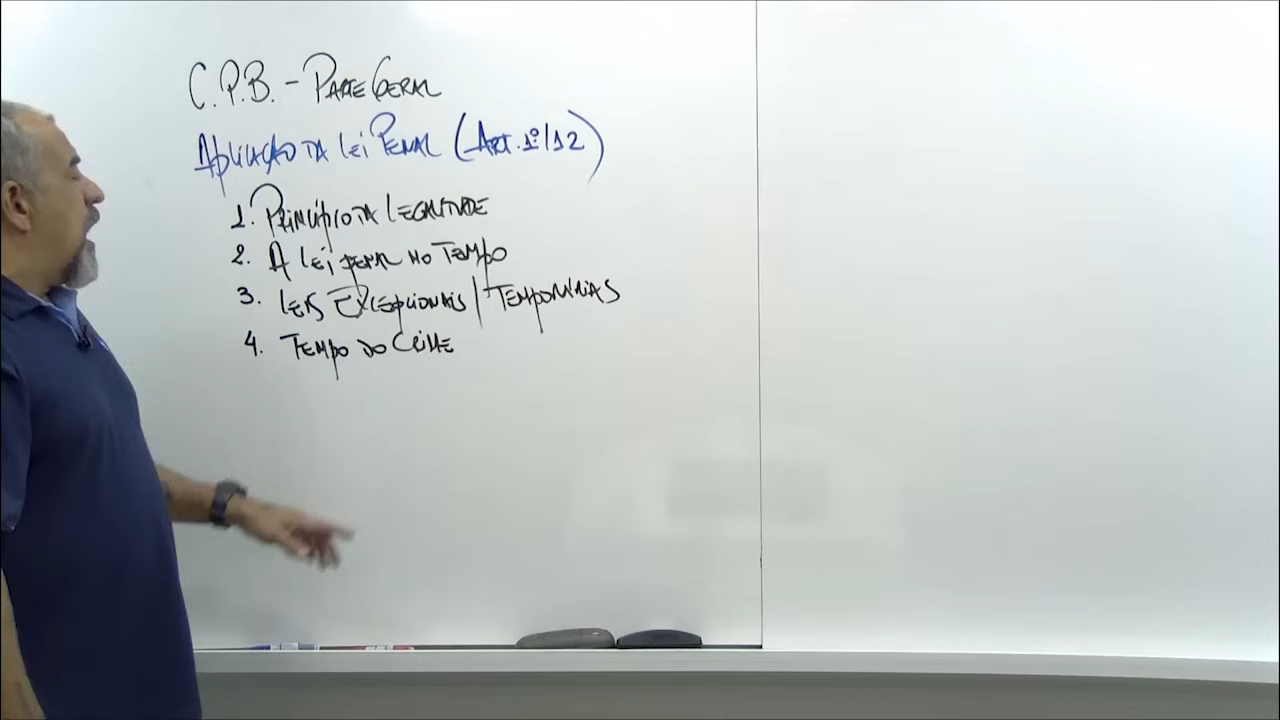 C.P.B. - PARTE GERAL
APLICAÇÃO DA LEI PENAL (ART. 1º/12)
1. PRINCÍPIO DA LEGALIDADE
2. A LEI PENAL NO TEMPO
3. LEIS EXCEPCIONAIS / TEMPORÁRIAS
4. TEMPO DO CRIME